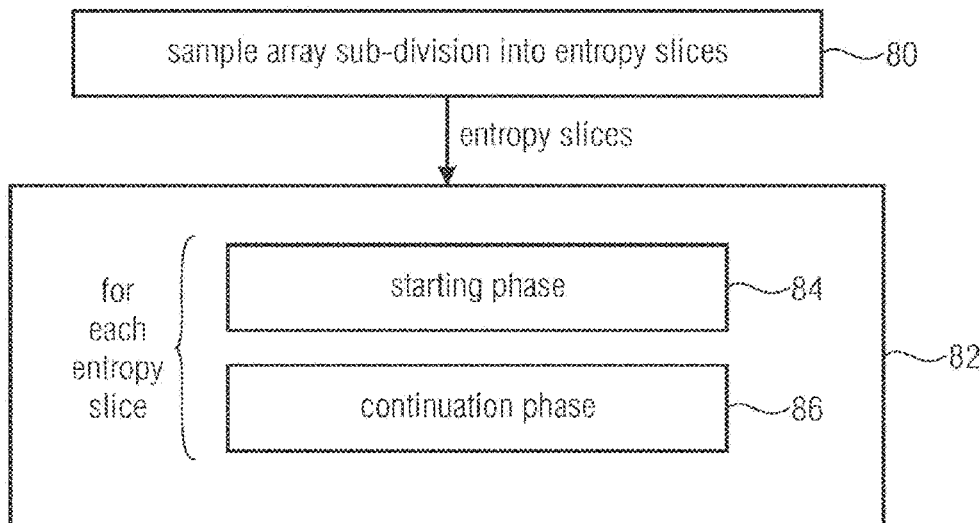 sample array sub-division into entropy slices
80
entropy slices
for
each
entropy
slice
starting phase
84
continuation phase
86
82